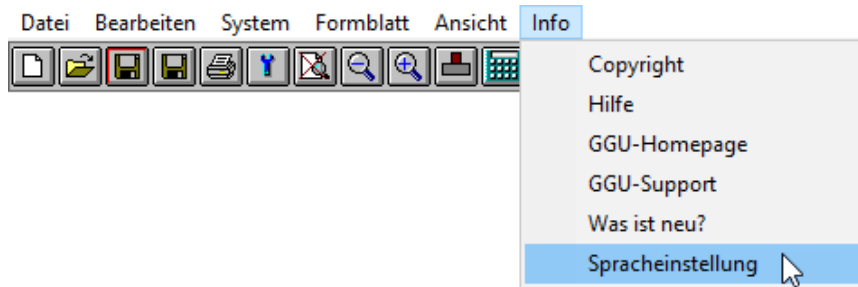 Datei Bearbeiten System Formblatt Ansicht Info
Copyright
Hilfe
GGU-Homepage
GGU-Support
Was ist neu?
Spracheinstellung